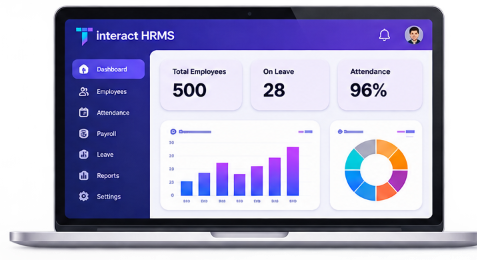 interact HRMS
Dashboard
Employees
Attendance
Payroll
Leave
Reports
Settings
Total Employees
500
On Leave
28
Attendance
96%